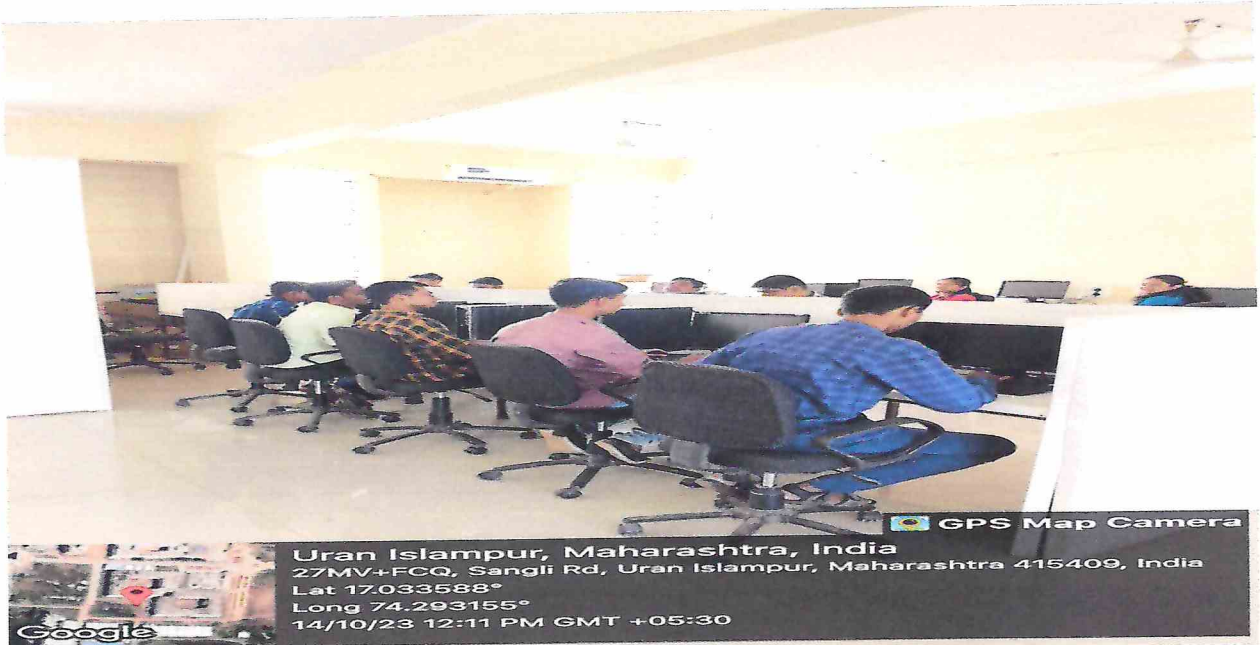 GPS Map Camera
Uran Islampur, Maharashtra, India
27MV+FCQ, Sangli Rd, Uran Islampur, Maharashtra 415409, India
Lat 17.033588°
Long 74.293155°
14/10/23 12:11 PM GMT +05:30
Google